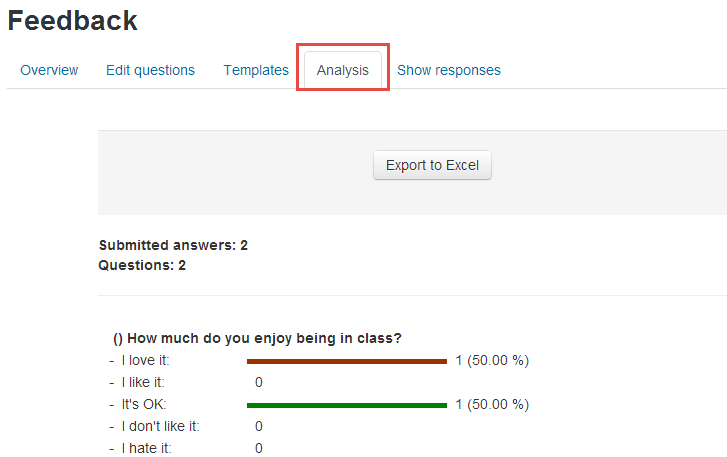 Feedback
Overview Edit questions Templates Analysis Show responses
Export to Excel
Submitted answers: 2
Questions: 2
() How much do you enjoy being in class?
- I love it: 1 (50.00 %)
- I like it: 0
- It's OK: 1 (50.00 %)
- I don't like it: 0
- I hate it: 0